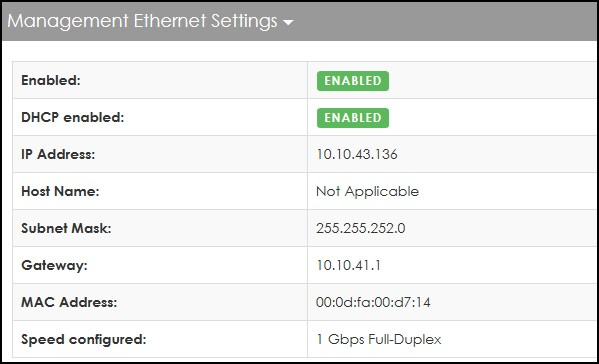 Management Ethernet Settings
Enabled: ENABLED
DHCP enabled: ENABLED
IP Address: 10.10.43.136
Host Name: Not Applicable
Subnet Mask: 255.255.252.0
Gateway: 10.10.41.1
MAC Address: 00:0d:fa:00:d7:14
Speed configured: 1 Gbps Full-Duplex